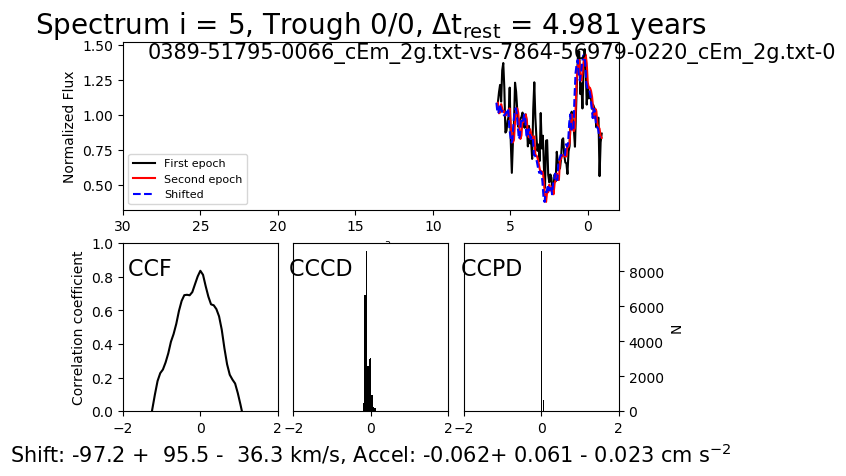 Spectrum i = 5, Trough 0/0, Δt_rest = 4.981 years
0389-51795-0066_cEm_2g.txt-vs-7864-56979-0220_cEm_2g.txt-0
Normalized Flux
1.50
1.25
1.00
0.75
0.50
First epoch
Second epoch
Shifted
30 25 20 15 10 5 0
Correlation coefficient
1.0
0.8
0.6
0.4
0.2
0.0
CCF
CCCD
CCPD
8000
6000
4000
2000
0
N
−2 0 2
−2 0 2
−2 0 2
Shift: -97.2 + 95.5 - 36.3 km/s, Accel: -0.062+ 0.061 - 0.023 cm s⁻²